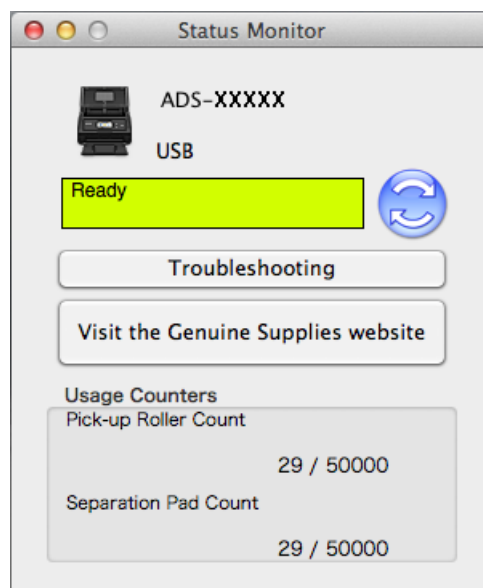 Status Monitor
ADS-XXXXX
USB
Ready
Troubleshooting
Visit the Genuine Supplies website
Usage Counters
Pick-up Roller Count
29 / 50000
Separation Pad Count
29 / 50000